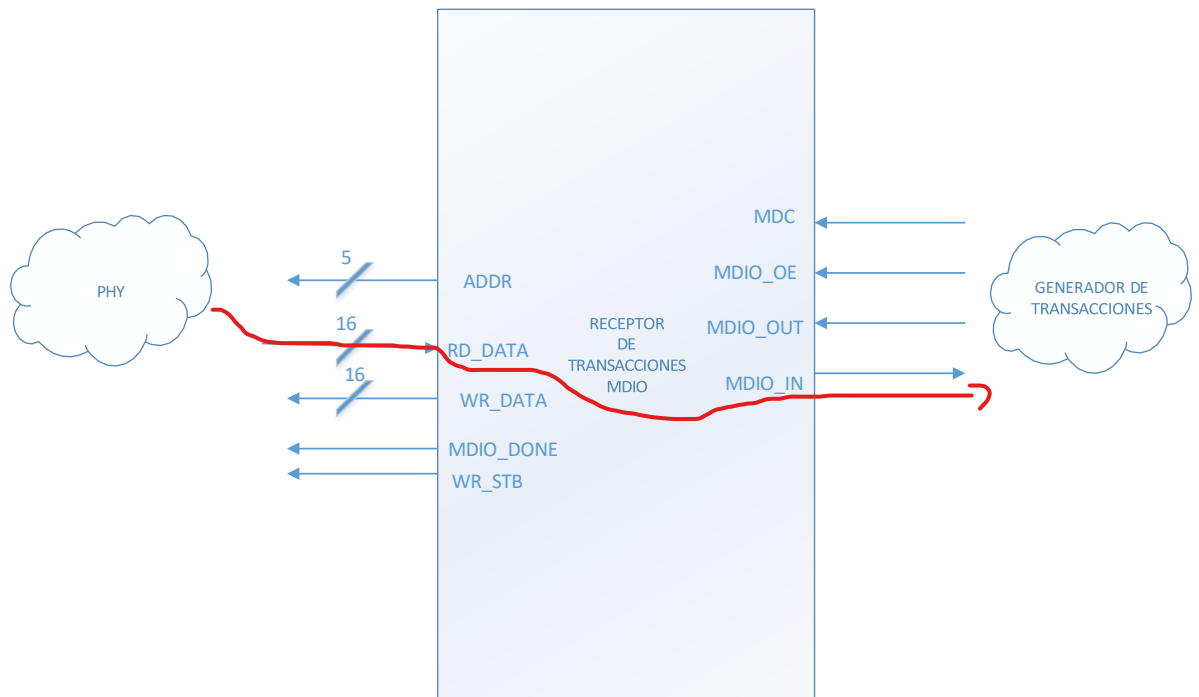 PHY
5
ADDR
16
RD_DATA
16
WR_DATA
MDIO_DONE
WR_STB
RECEPTOR
DE
TRANSACCIONES
MDIO
MDC
MDIO_OE
MDIO_OUT
MDIO_IN
GENERADOR DE
TRANSACCIONES